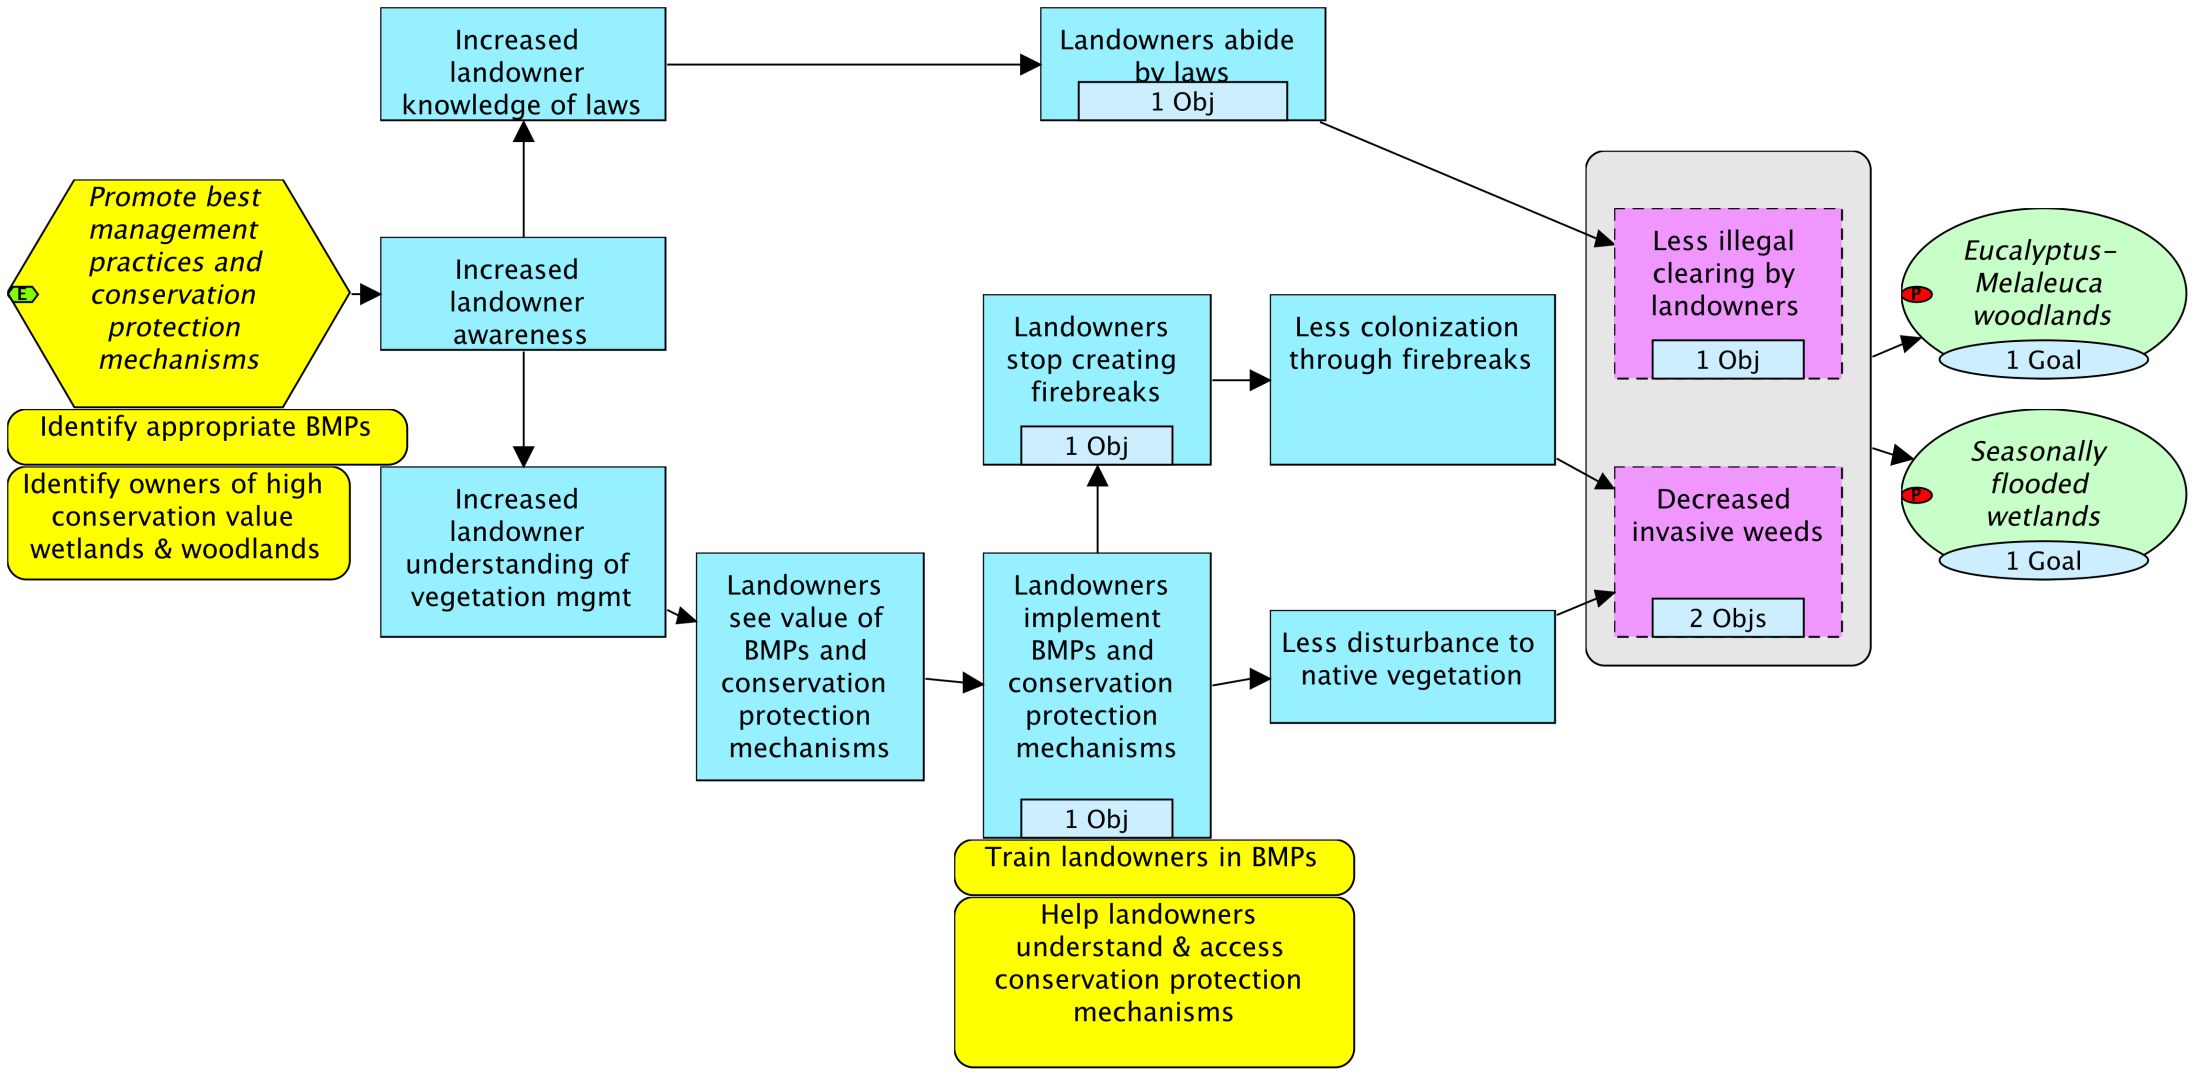 Increased
landowner
knowledge of laws
Landowners abide
by laws
1 Obj
Promote best
management
practices and
conservation
protection
mechanisms
E
Identify appropriate BMPs
Identify owners of high
conservation value
wetlands & woodlands
Increased
landowner
awareness
Increased
landowner
understanding of
vegetation mgmt
Landowners
see value of
BMPs and
conservation
protection
mechanisms
Landowners
stop creating
firebreaks
1 Obj
Landowners
implement
BMPs and
conservation
protection
mechanisms
1 Obj
Train landowners in BMPs
Help landowners
understand & access
conservation protection
mechanisms
Less colonization
through firebreaks
Less disturbance to
native vegetation
Less illegal
clearing by
landowners
1 Obj
Decreased
invasive weeds
2 Objs
Eucalyptus-
Melaleuca
woodlands
P
1 Goal
Seasonally
flooded
wetlands
P
1 Goal